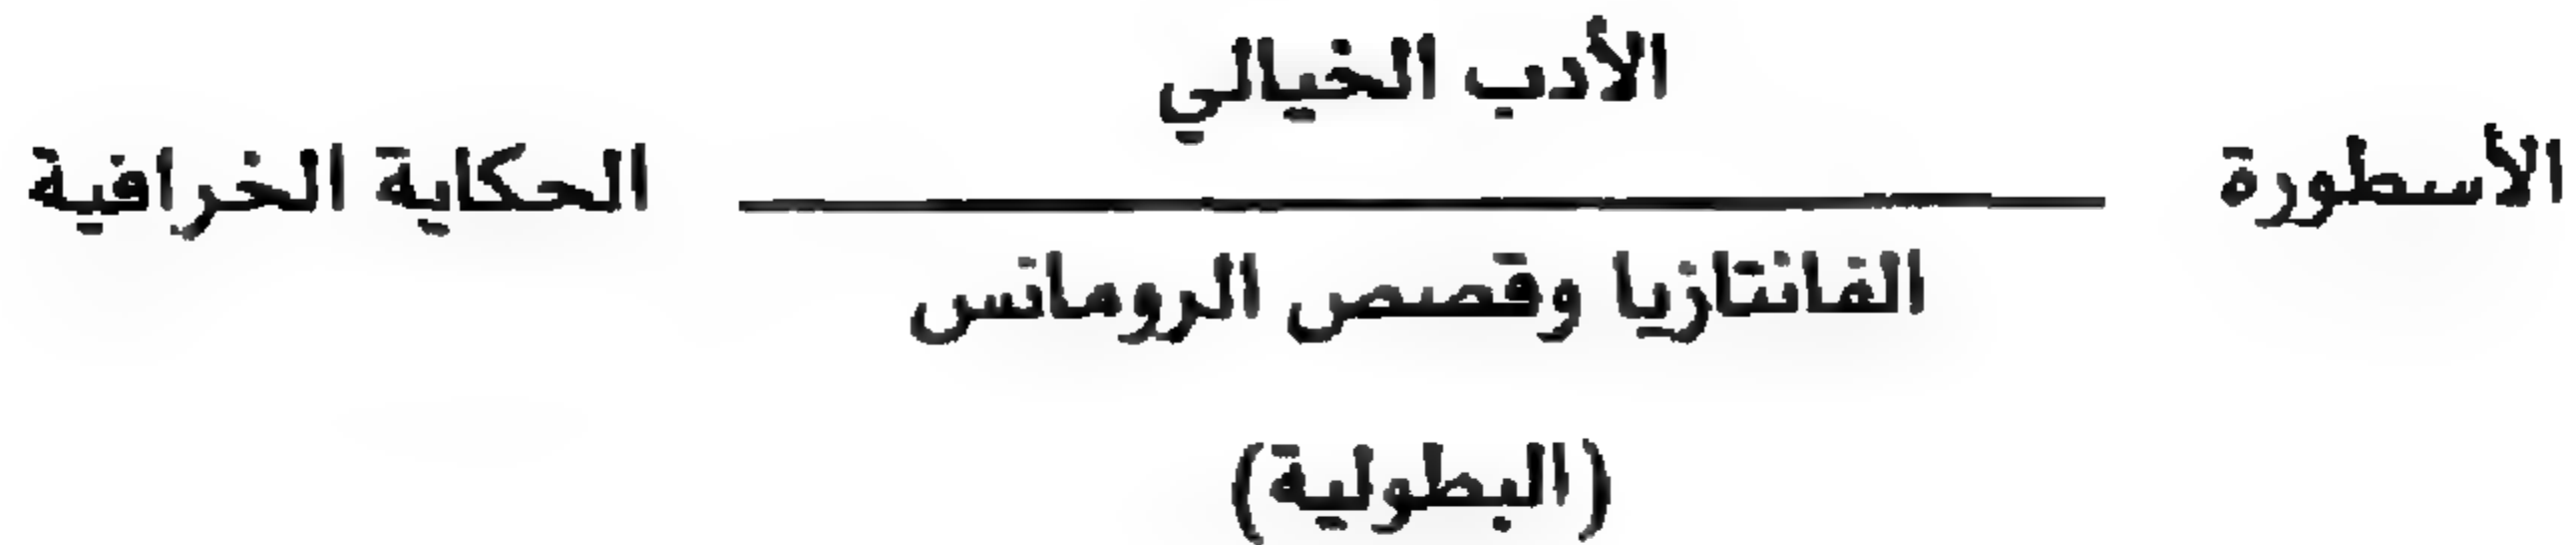 الأدب الخيالي
الأسطورة
الحكاية الخرافية
الفانتازيا وقصص الرومانس
(البطولية)